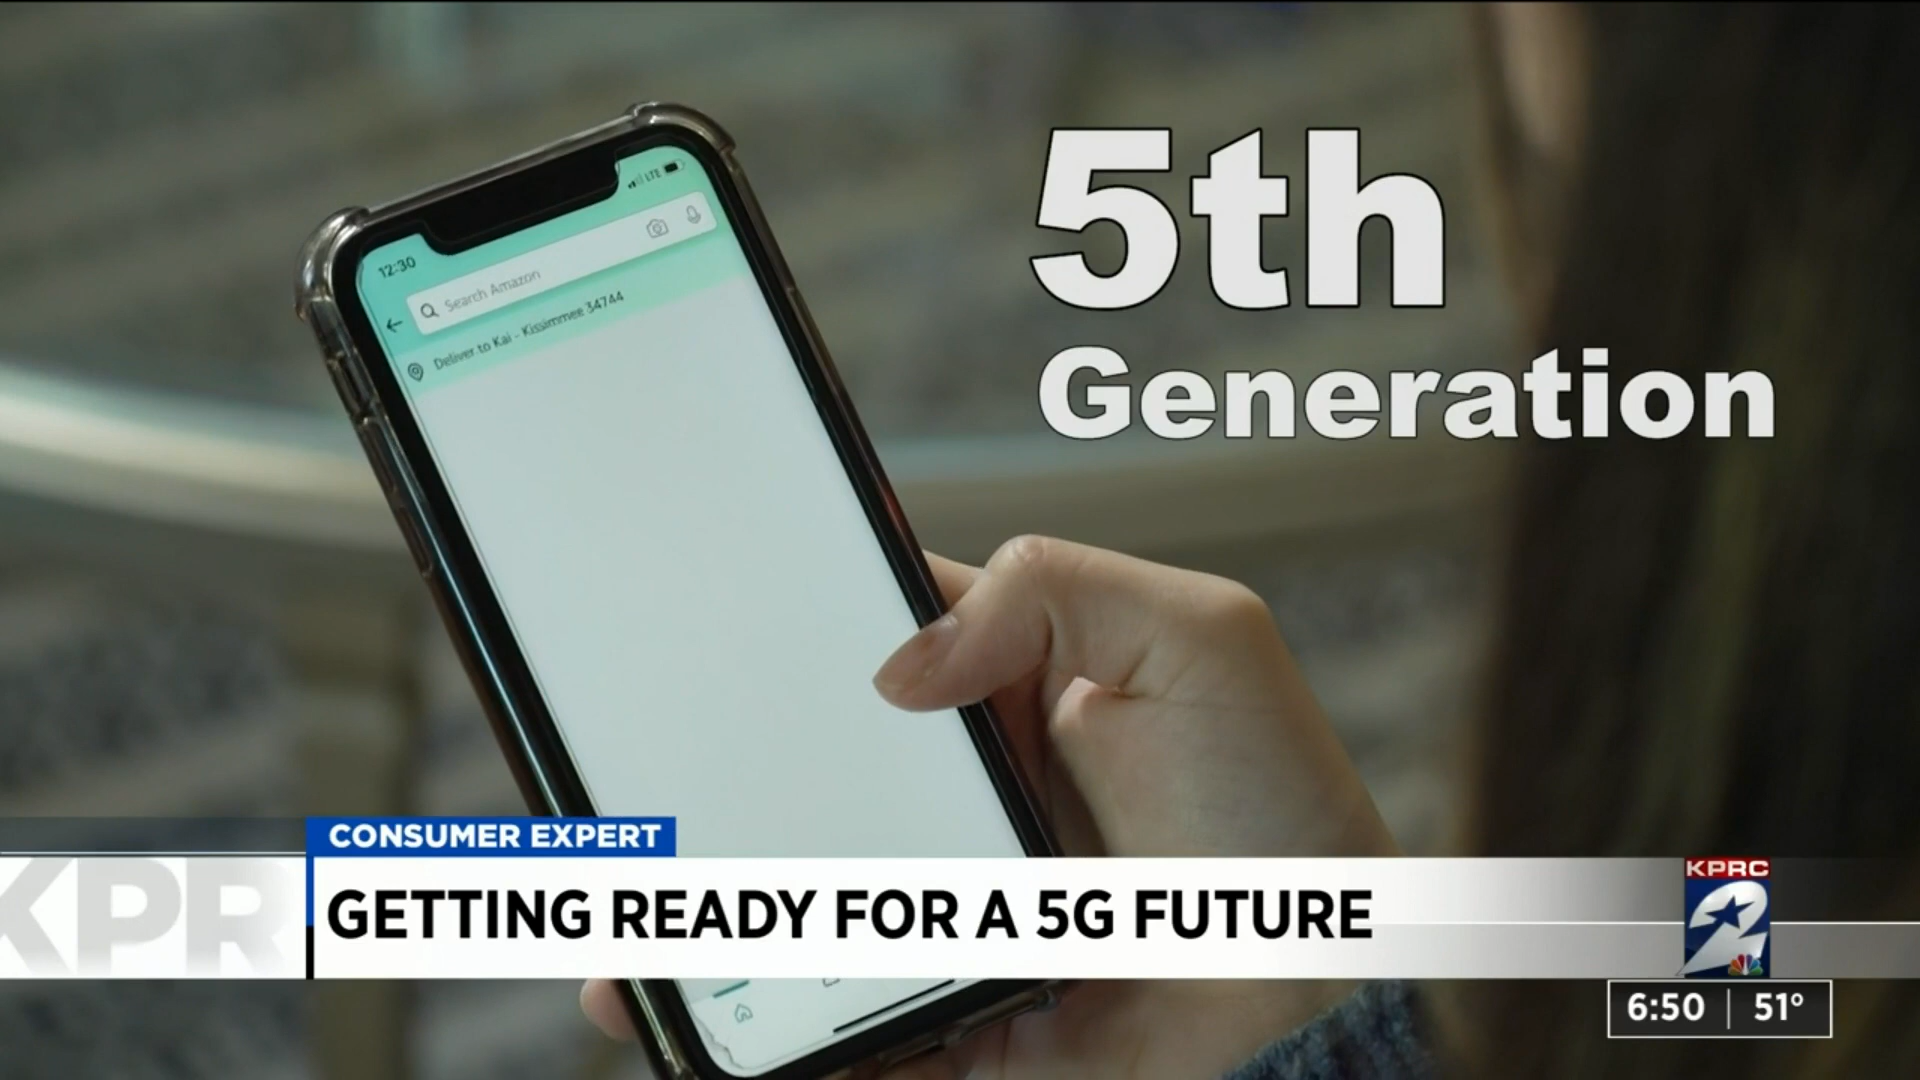 5th
Generation
LTE
12:30
Search Amazon
Deliver to Kai - Kissimmee 34744
CONSUMER EXPERT
KPR
GETTING READY FOR A 5G FUTURE
KPRC
2
6:50 | 51°